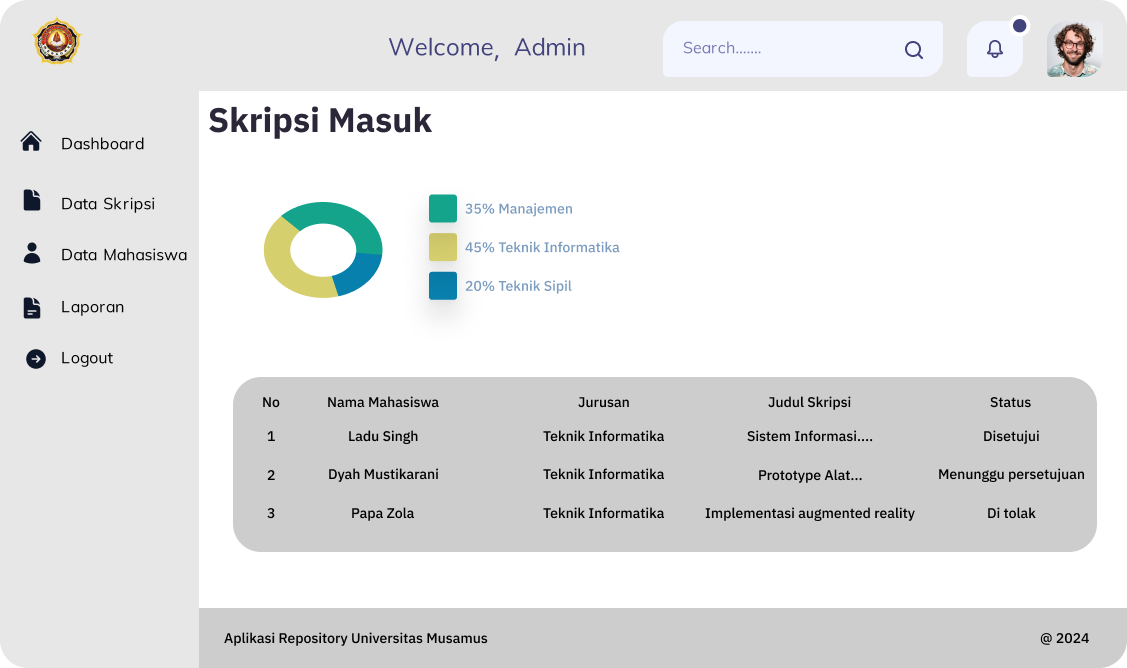 Welcome, Admin
Search.......
Dashboard
Data Skripsi
Data Mahasiswa
Laporan
Logout
Skripsi Masuk
35% Manajemen
45% Teknik Informatika
20% Teknik Sipil
No Nama Mahasiswa Jurusan Judul Skripsi Status
1 Ladu Singh Teknik Informatika Sistem Informasi.... Disetujui
2 Dyah Mustikarani Teknik Informatika Prototype Alat... Menunggu persetujuan
3 Papa Zola Teknik Informatika Implementasi augmented reality Di tolak
Aplikasi Repository Universitas Musamus @ 2024